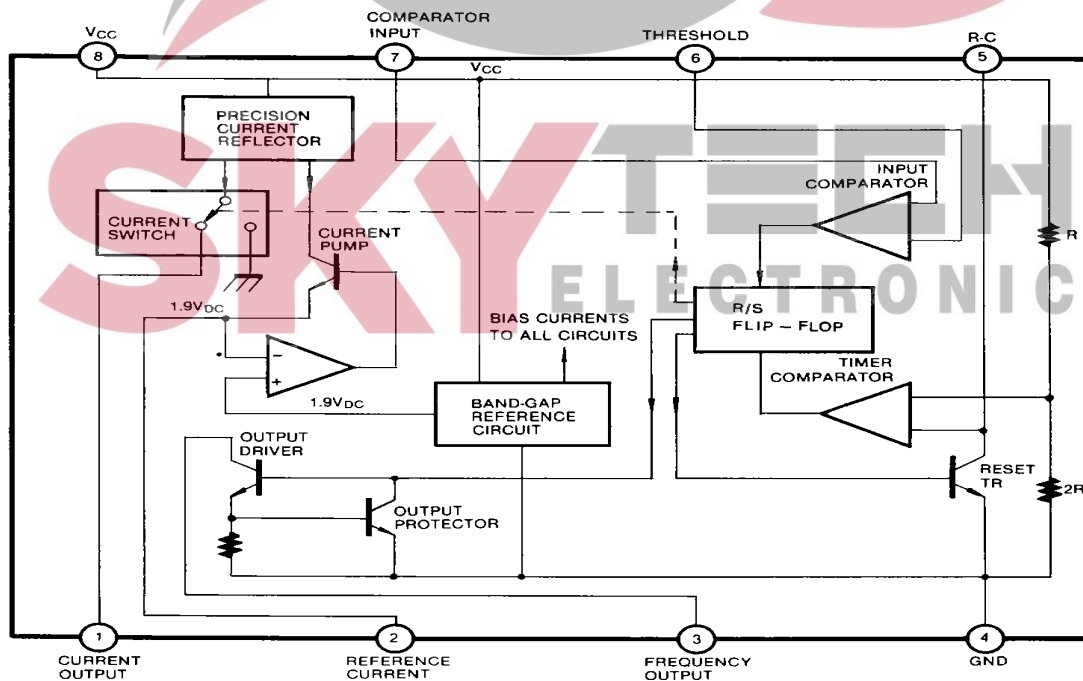 VCC
8
COMPARATOR
INPUT
7
THRESHOLD
6
R-C
5
VCC
PRECISION
CURRENT
REFLECTOR
SKYTECH
ELECTRONIC
INPUT
COMPARATOR
CURRENT
SWITCH
CURRENT
PUMP
R
1.9VDC
BIAS CURRENTS
TO ALL CIRCUITS
R/S
FLIP – FLOP
TIMER
COMPARATOR
−
+
1.9VDC
BAND-GAP
REFERENCE
CIRCUIT
OUTPUT
DRIVER
RESET
TR
2R
OUTPUT
PROTECTOR
1
CURRENT
OUTPUT
2
REFERENCE
CURRENT
3
FREQUENCY
OUTPUT
4
GND